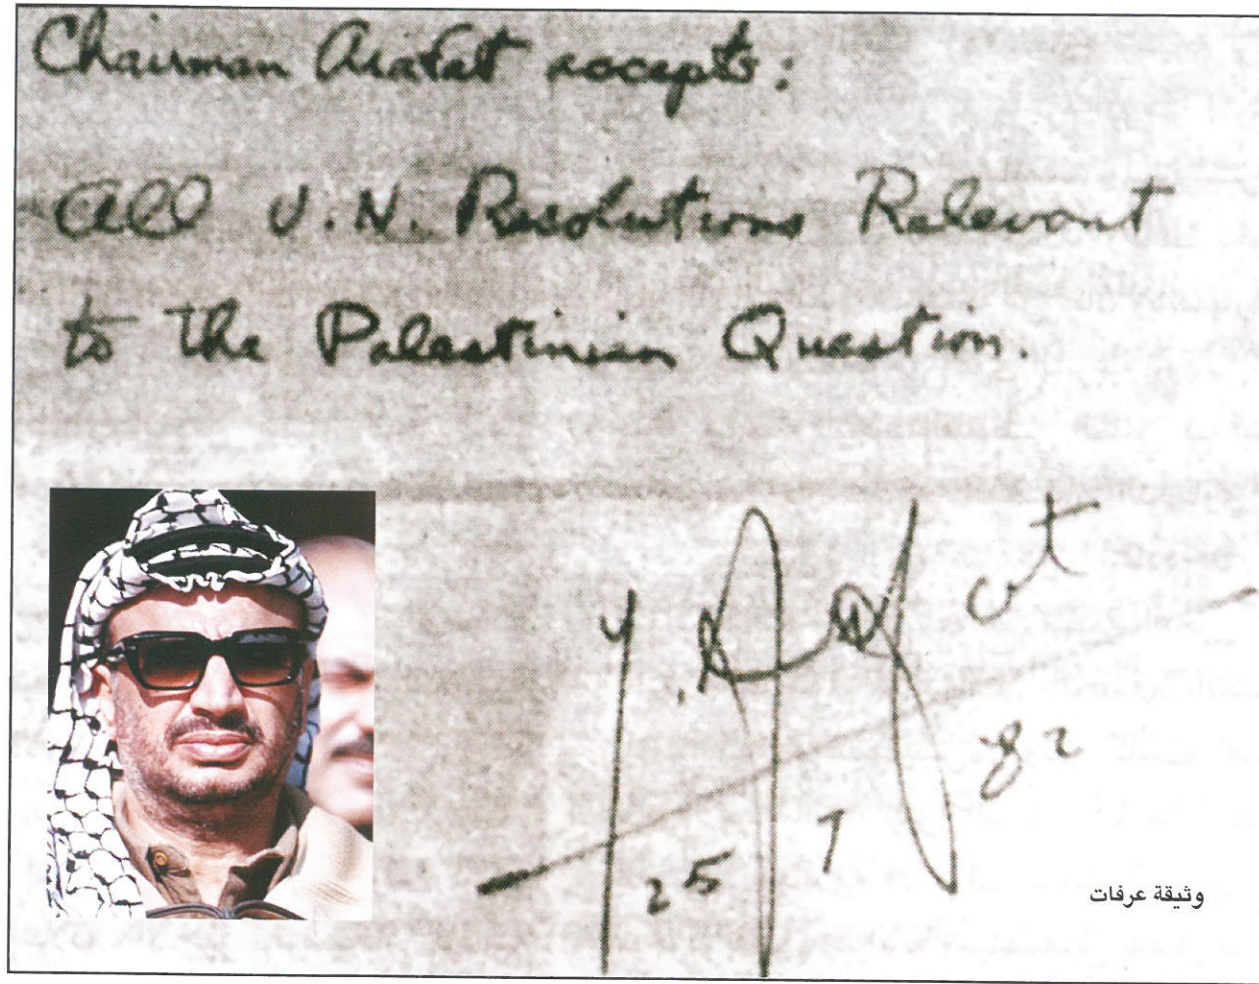 Chairman Arafat accepts:
All U.N. Resolutions Relevant
to the Palestinian Question.
Y. Arafat
25 7 82
وثيقة عرفات